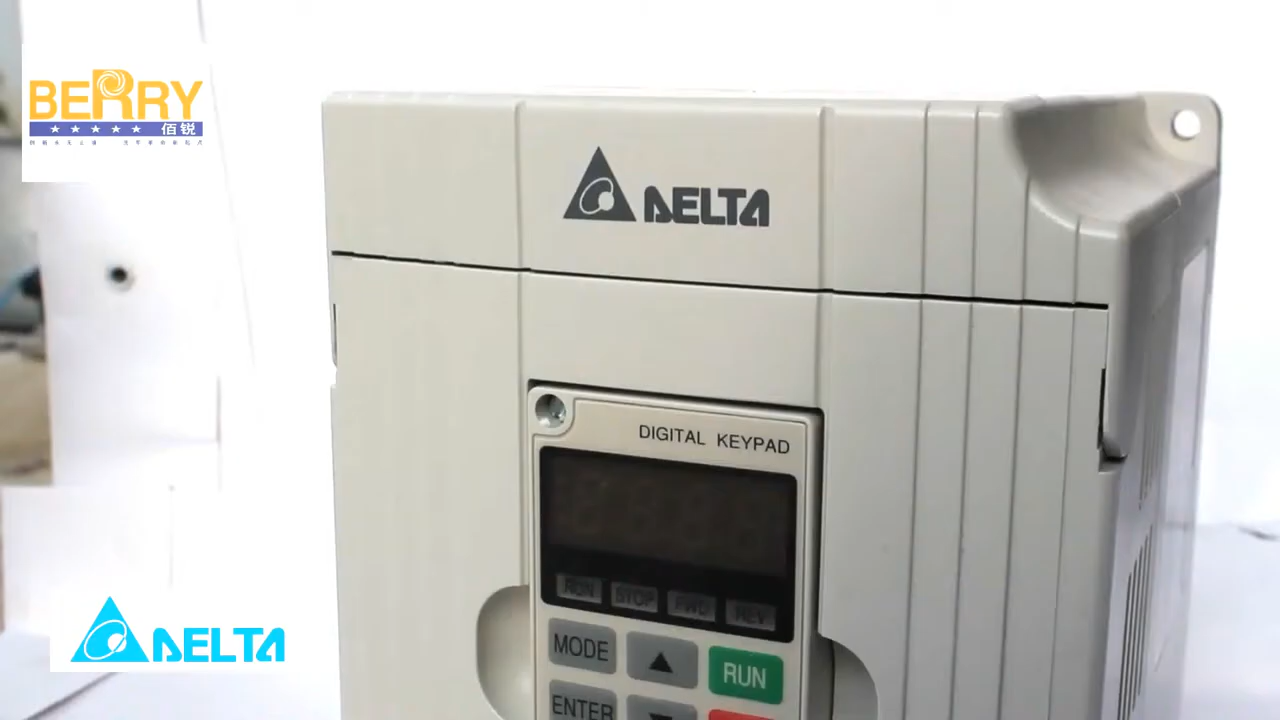 BERRY
佰锐
DELTA
DIGITAL KEYPAD
RUN STOP FWD REV
MODE
RUN
ENTER
DELTA